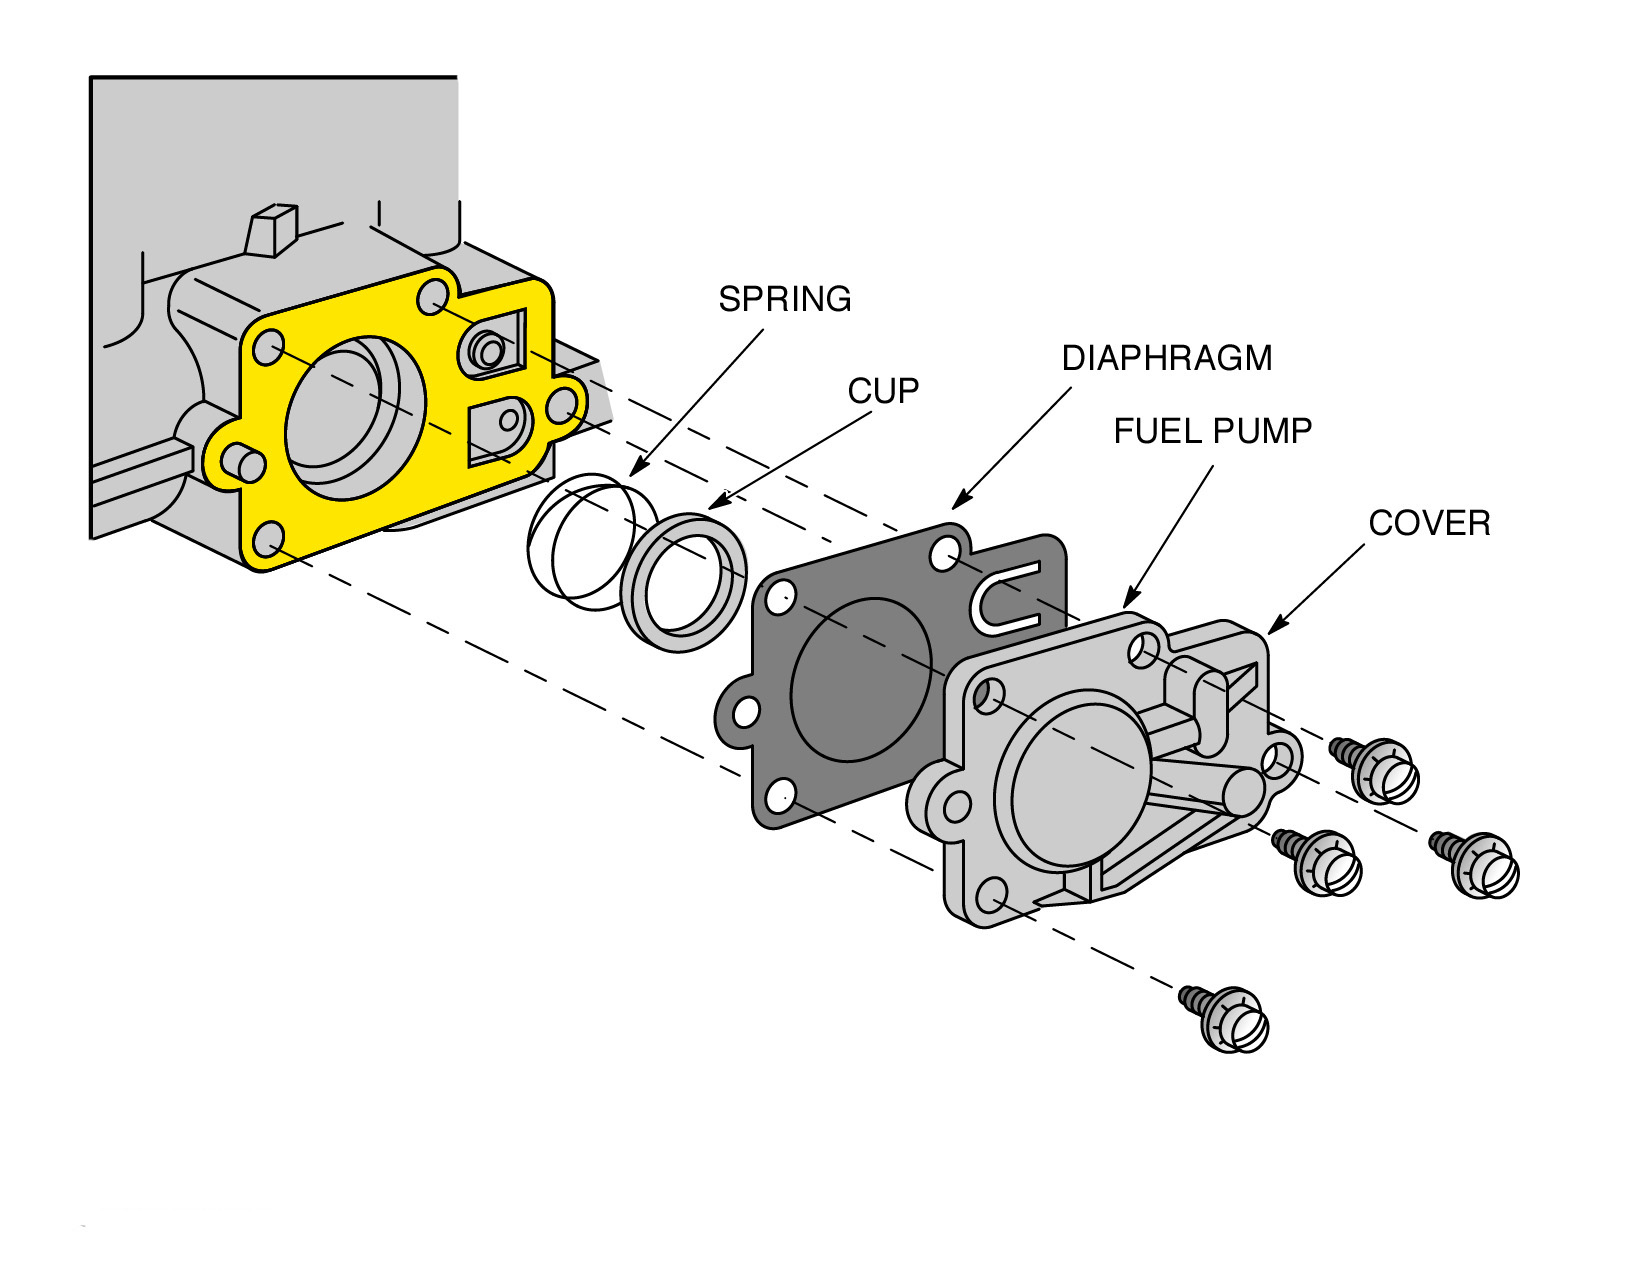 SPRING
DIAPHRAGM
CUP
FUEL PUMP
COVER